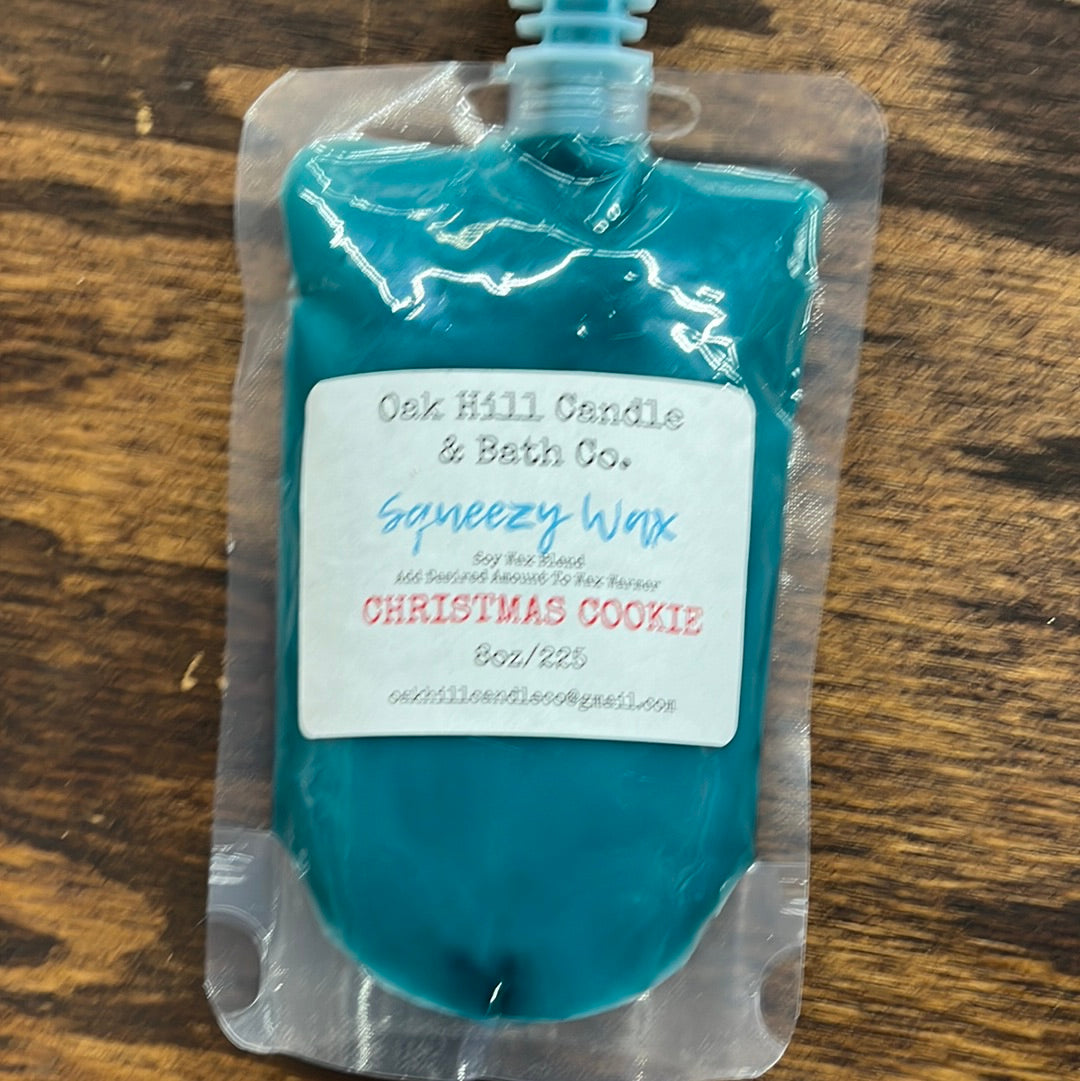 Oak Hill Candle
& Bath Co.
Squeezy Wax
Soy Wax Blend
Add Desired Amount To Wax Warmer
CHRISTMAS COOKIE
8oz/225
oakhillcandleco@gmail.com